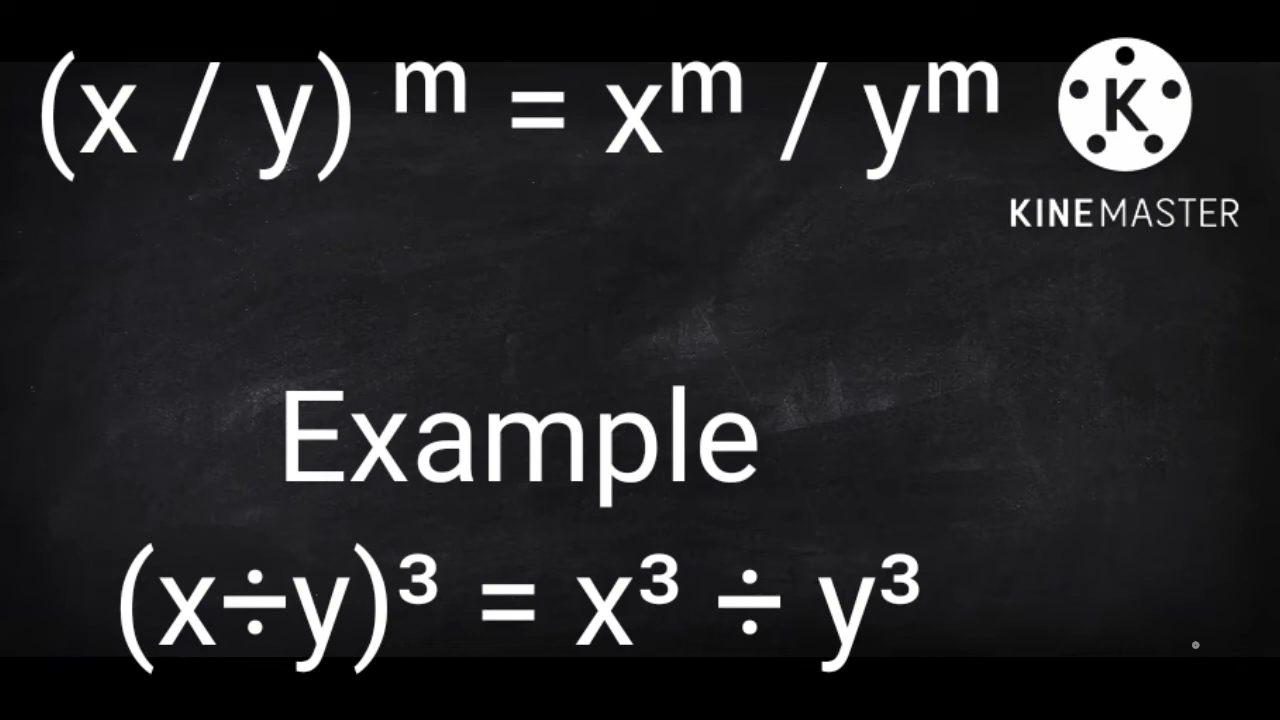 (x / y) ᵐ = xᵐ / yᵐ
K
KINEMASTER
Example
(x÷y)³ = x³ ÷ y³